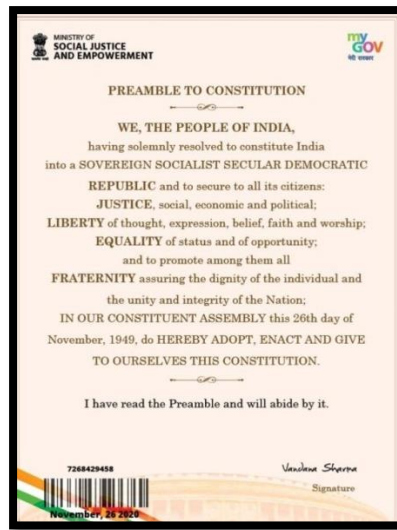 MINISTRY OF
SOCIAL JUSTICE
AND EMPOWERMENT
my
GOV
मेरी सरकार
PREAMBLE TO CONSTITUTION
WE, THE PEOPLE OF INDIA,
having solemnly resolved to constitute India
into a SOVEREIGN SOCIALIST SECULAR DEMOCRATIC
REPUBLIC and to secure to all its citizens:
JUSTICE, social, economic and political;
LIBERTY of thought, expression, belief, faith and worship;
EQUALITY of status and of opportunity;
and to promote among them all
FRATERNITY assuring the dignity of the individual and
the unity and integrity of the Nation;
IN OUR CONSTITUENT ASSEMBLY this 26th day of
November, 1949, do HEREBY ADOPT, ENACT AND GIVE
TO OURSELVES THIS CONSTITUTION.
I have read the Preamble and will abide by it.
7268429458
November, 26 2020
Vandana Sharma
Signature